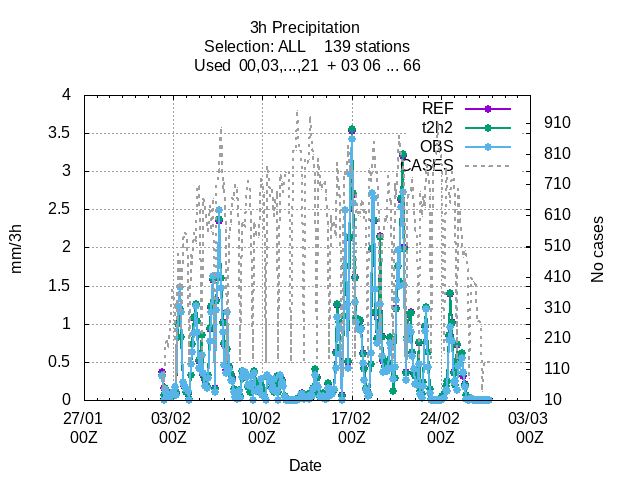 3h Precipitation
Selection: ALL 139 stations
Used 00,03,...,21 + 03 06 ... 66
REF
t2h2
OBS
CASES
mm/3h
4
3.5
3
2.5
2
1.5
1
0.5
0
910
810
710
610
510
410
310
210
110
10
No cases
27/01 03/02 10/02 17/02 24/02 03/03
00Z 00Z 00Z 00Z 00Z 00Z
Date